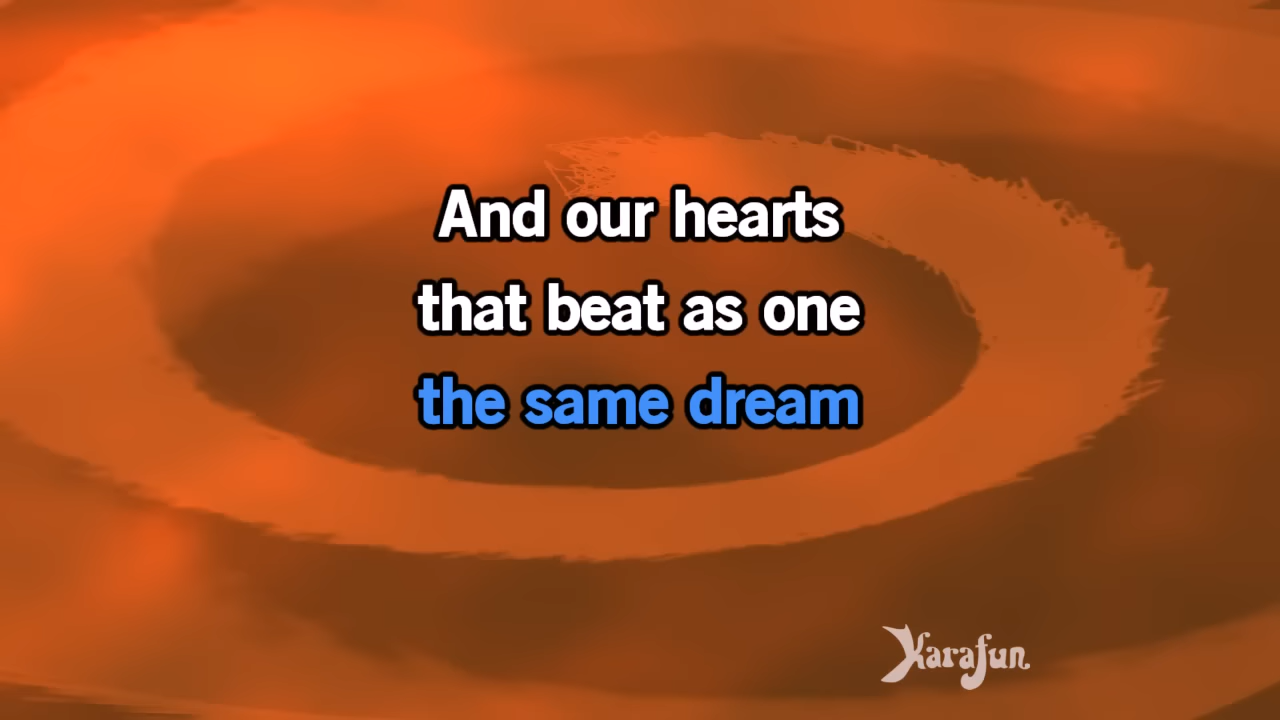 And our hearts
that beat as one
the same dream
Karafun